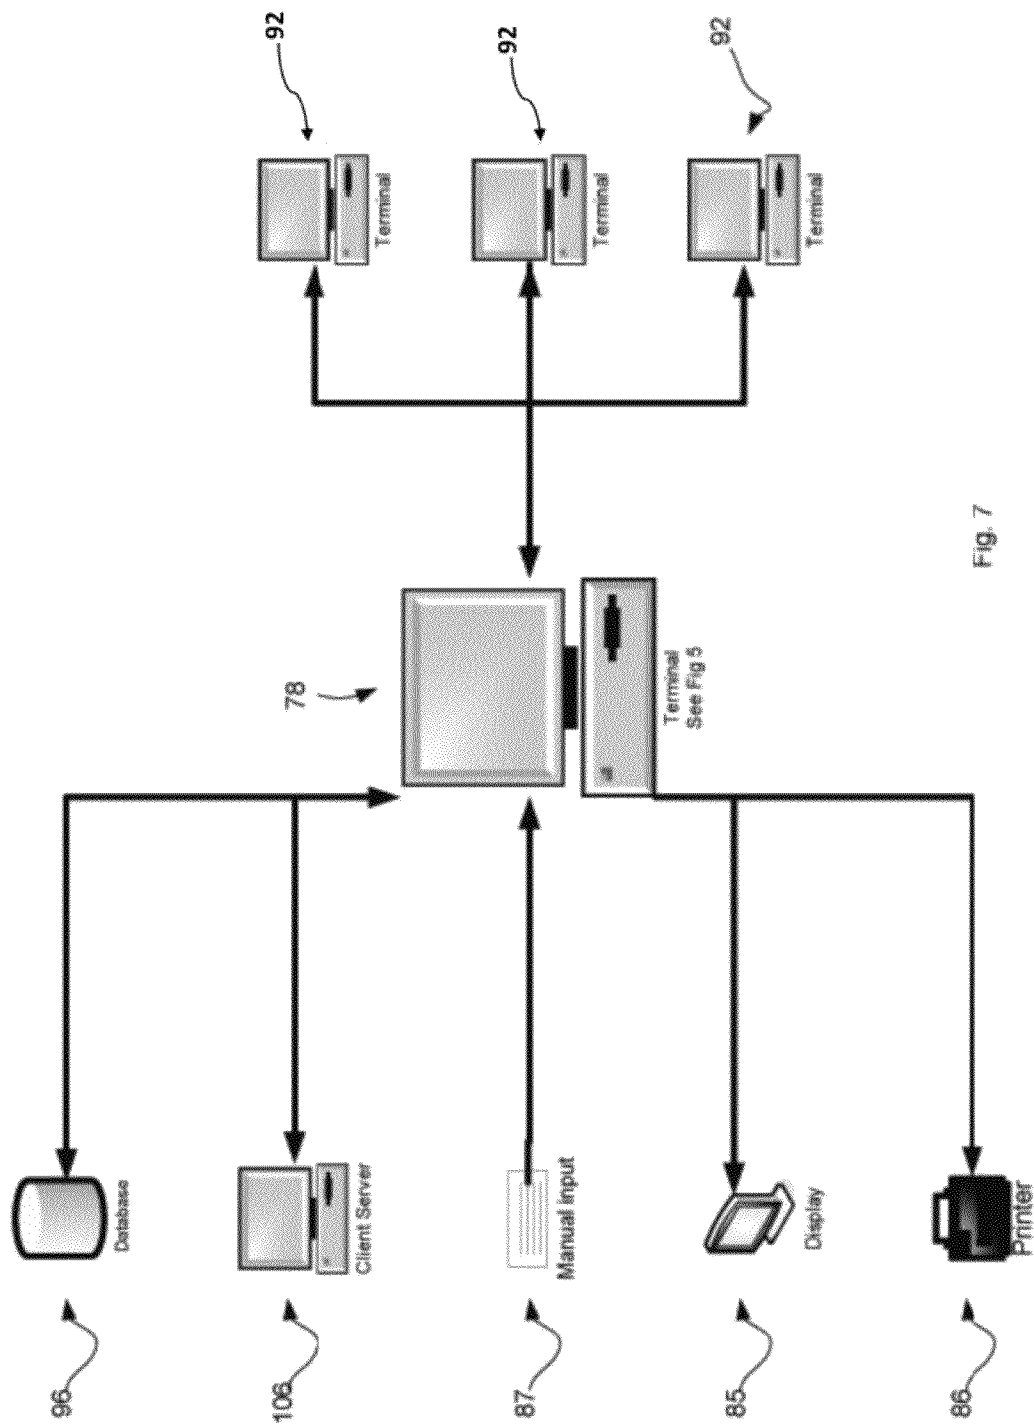 96
Database
106
Client Server
87
Manual input
85
Display
86
Printer
78
Terminal
See Fig 5
92
Terminal
92
Terminal
92
Terminal
Fig. 7